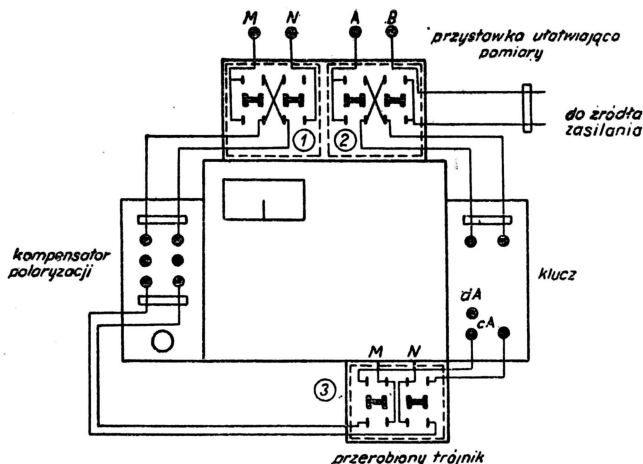 M N A B
przystawka ułatwiająca
pomiary
1 2
do źródła
zasilania
kompensator
polaryzacji
klucz
dA
cA
M N
3
przerobiony trójnik